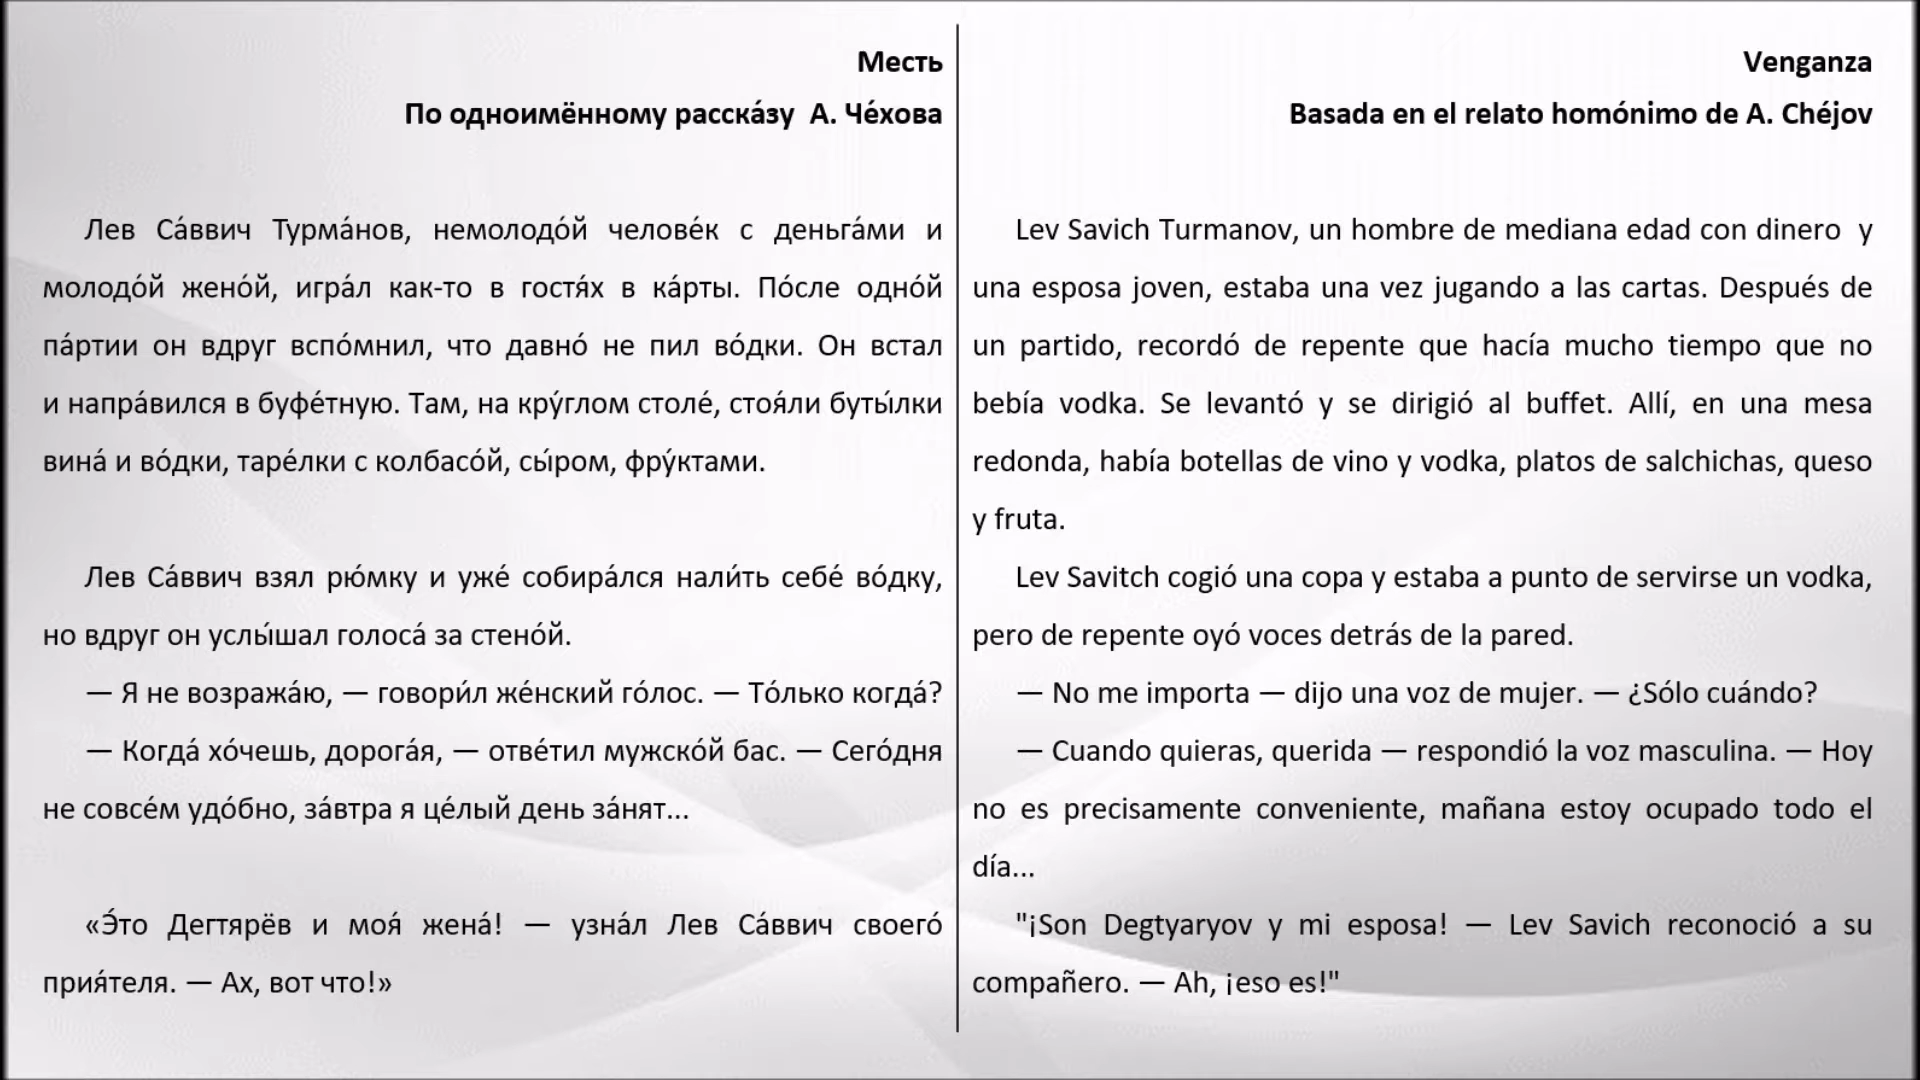 Месть
По одноимённому расска́зу А. Че́хова
Лев Са́ввич Турма́нов, немолодо́й челове́к с деньга́ми и
молодо́й жено́й, игра́л как-то в гостя́х в ка́рты. По́сле одно́й
па́ртии он вдруг вспо́мнил, что давно́ не пил во́дки. Он встал
и напра́вился в буфе́тную. Там, на кру́глом столе́, стоя́ли буты́лки
вина́ и во́дки, таре́лки с колбасо́й, сы́ром, фру́ктами.
Лев Са́ввич взял рю́мку и уже́ собира́лся нали́ть себе́ во́дку,
но вдруг он услы́шал голоса́ за стено́й.
— Я не возража́ю, — говори́л же́нский го́лос. — То́лько когда́?
— Когда́ хо́чешь, дорога́я, — отве́тил мужско́й бас. — Сего́дня
не совсе́м удо́бно, за́втра я це́лый день за́нят...
«Э́то Дегтярёв и моя́ жена́! — узна́л Лев Са́ввич своего́
прия́теля. — Ах, вот что!»
Venganza
Basada en el relato homónimo de A. Chéjov
Lev Savich Turmanov, un hombre de mediana edad con dinero y
una esposa joven, estaba una vez jugando a las cartas. Después de
un partido, recordó de repente que hacía mucho tiempo que no
bebía vodka. Se levantó y se dirigió al buffet. Allí, en una mesa
redonda, había botellas de vino y vodka, platos de salchichas, queso
y fruta.
Lev Savitch cogió una copa y estaba a punto de servirse un vodka,
pero de repente oyó voces detrás de la pared.
— No me importa — dijo una voz de mujer. — ¿Sólo cuándo?
— Cuando quieras, querida — respondió la voz masculina. — Hoy
no es precisamente conveniente, mañana estoy ocupado todo el
día...
"¡Son Degtyaryov y mi esposa! — Lev Savich reconoció a su
compañero. — Ah, ¡eso es!"